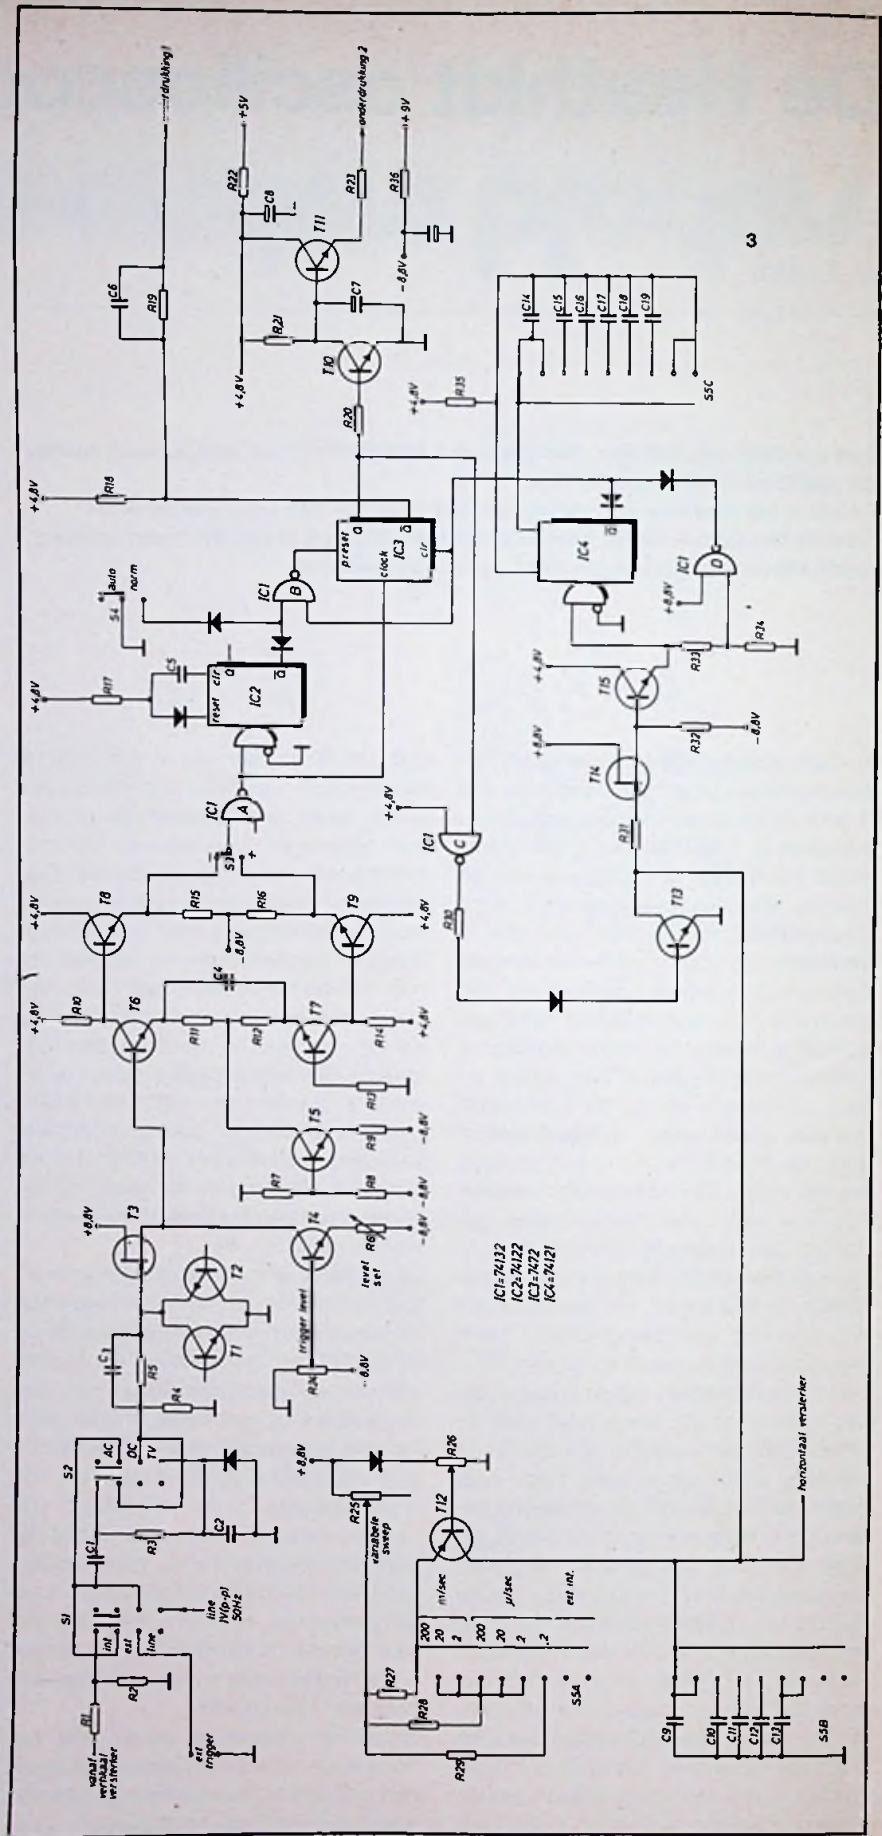 vanaf
vertikaal
versterker
R1
R2
ext
trigger
S1
int
ext
line
line
1V(p-p)
50Hz
C1
R3
C2
S2
AC
DC
TV
C3
R5
R4
T1
T2
+8,8V
T3
trigger level
R24
-8,8V
T4
R6
level
set
-8,8V
R7
R8
-8,8V
T5
R9
-8,8V
+4,8V
R10
T6
R11
R12
C4
T7
R13
R14
+4,8V
+4,8V
T8
R15
R16
-8,8V
T9
+4,8V
S3
+
IC1
A
+4,8V
R17
C5
reset
clr
Q
IC2
Q
S4
auto
norm
IC1
B
preset
Q
clock
IC3
Q
clr
+4,8V
R18
C6
R19
onderdrukking 1
+4,8V
R22
+5V
C8
R21
T11
C7
T10
R20
R23
onderdrukking 2
R36
+9V
-8,8V
3
+4,8V
R35
C14
C15
C16
C17
C18
C19
S5C
IC4
Q
IC1
D
+8,8V
+4,8V
T15
R33
R34
R32
-8,8V
+8,8V
T14
R31
T13
+4,8V
IC1
C
R30
IC1=74132
IC2=74122
IC3=7472
IC4=74121
+8,8V
R25
variabele
sweep
R26
T12
R27
R28
R29
200
20
2
m/sec
200
20
2
.2
µ/sec
ext int.
S5A
C9
C10
C11
C12
C13
S5B
horizontaal versterker